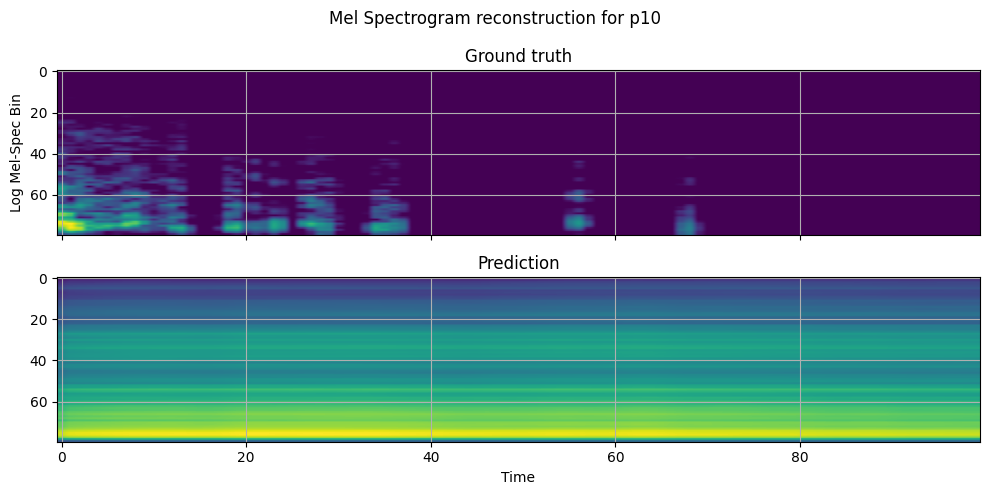 Mel Spectrogram reconstruction for p10
Ground truth
Log Mel-Spec Bin
0
20
40
60
Prediction
0
20
40
60
0 20 40 60 80
Time